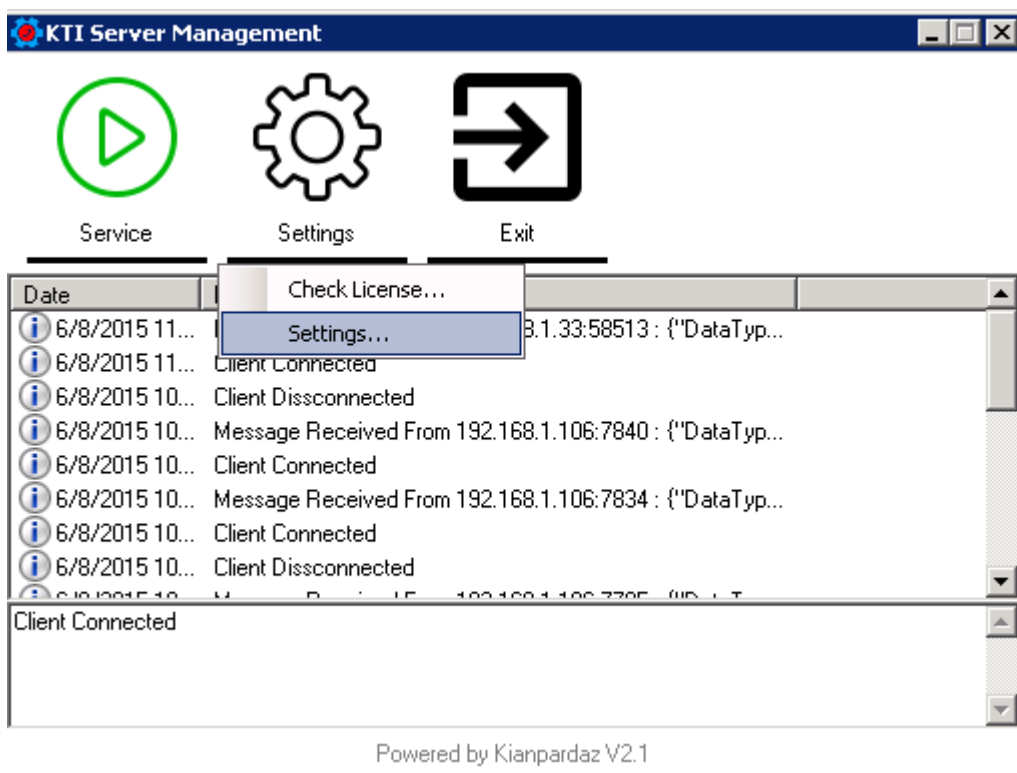 KTI Server Management
Service
Settings
Exit
Check License...
Settings...
Date
6/8/2015 11... 3.1.33:58513 : {"DataTyp...
6/8/2015 11... Client Connected
6/8/2015 10... Client Dissconnected
6/8/2015 10... Message Received From 192.168.1.106:7840 : {"DataTyp...
6/8/2015 10... Client Connected
6/8/2015 10... Message Received From 192.168.1.106:7834 : {"DataTyp...
6/8/2015 10... Client Connected
6/8/2015 10... Client Dissconnected
Client Connected
Powered by Kianpardaz V2.1